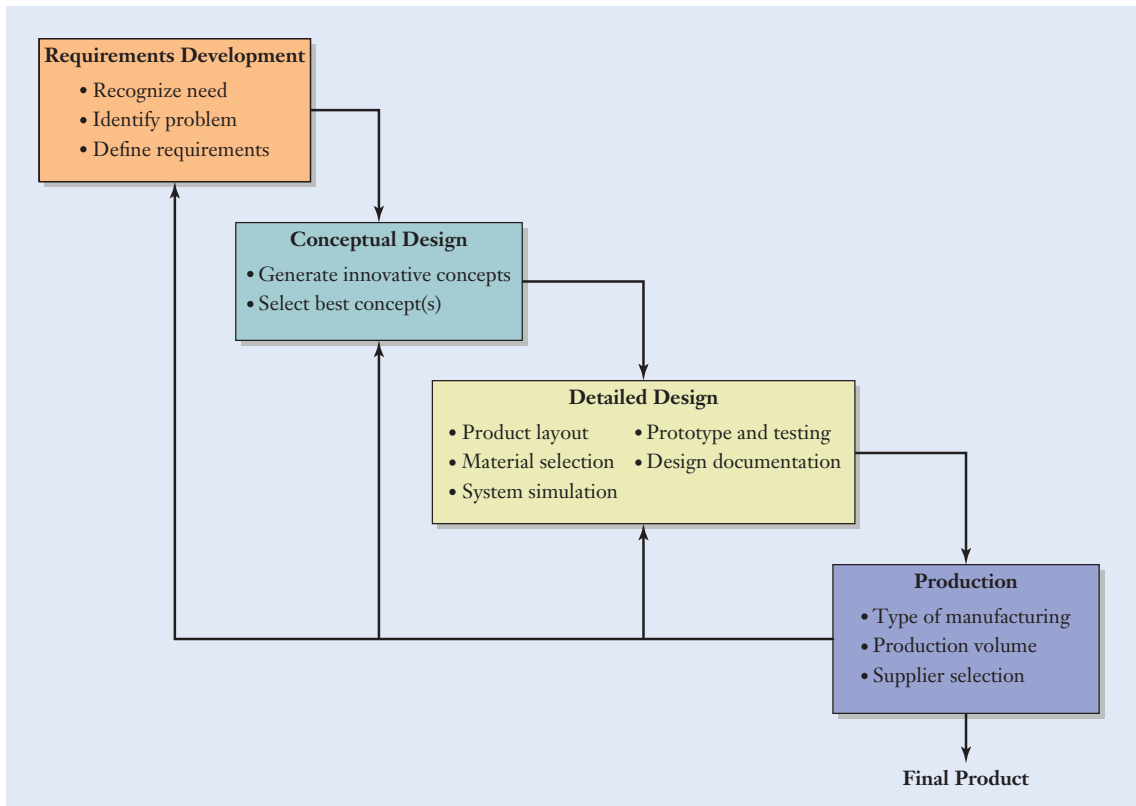 Requirements Development
• Recognize need
• Identify problem
• Define requirements
Conceptual Design
• Generate innovative concepts
• Select best concept(s)
Detailed Design
• Product layout
• Material selection
• System simulation
• Prototype and testing
• Design documentation
Production
• Type of manufacturing
• Production volume
• Supplier selection
Final Product